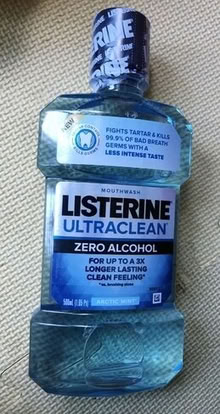 LISTERINE
NEW
FIGHTS TARTAR & KILLS
99.9% OF BAD BREATH
GERMS WITH A
LESS INTENSE TASTE
MOUTHWASH
LISTERINE
ULTRACLEAN
ZERO ALCOHOL
FOR UP TO A 3X
LONGER LASTING
CLEAN FEELING*
*vs. brushing alone
500ml
ARCTIC MINT